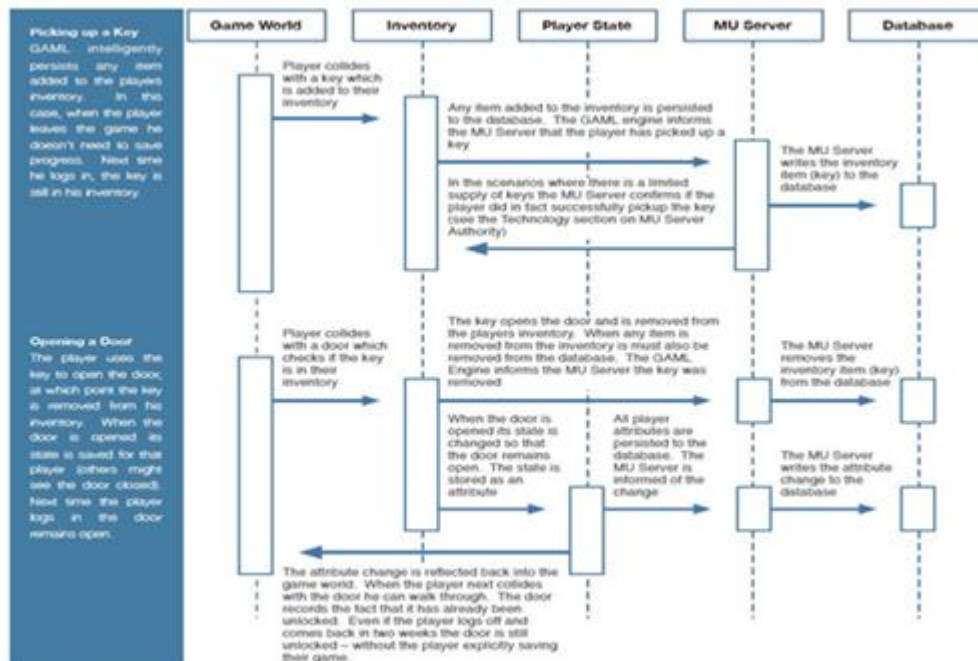 Game World
Inventory
Player State
MU Server
Database
Picking up a Key
GAML intelligently
persists any item
added to the players
inventory. In this
case, when the player
leaves the game he
doesn't need to save
progress. Next time
he logs in, the key is
still in his inventory.
Player collides
with a key which
is added to their
inventory
Any item added to the inventory is persisted
to the database. The GAML engine informs
the MU Server that the player has picked up a
key
In the scenarios where there is a limited
supply of keys the MU Server confirms if the
player did in fact successfully pickup the key
(see the Technology section on MU Server
Authority)
The MU Server
writes the inventory
item (key) to the
database
Opening a Door
The player uses the
key to open the door,
at which point the key
is removed from his
inventory. When the
door is opened its
state is saved for that
player (others might
see the door closed).
Next time the player
logs in the door
remains open.
Player collides
with a door which
checks if the key
is in their
inventory
The key opens the door and is removed from
the players inventory. When any item is
removed from the inventory is must also be
removed from the database. The GAML
Engine informs the MU Server the key was
removed
The MU Server
removes the
inventory item (key)
from the database
When the door is
opened its state is
changed so that
the door remains
open. The state is
stored as an
attribute
All player
attributes are
persisted to the
database. The
MU Server is
informed of the
change
The MU Server
writes the attribute
change to the
database
The attribute change is reflected back into the
game world. When the player next collides
with the door he can walk through. The door
records the fact that it has already been
unlocked. Even if the player logs off and
comes back in two weeks the door is still
unlocked – without the player explicitly saving
their game.